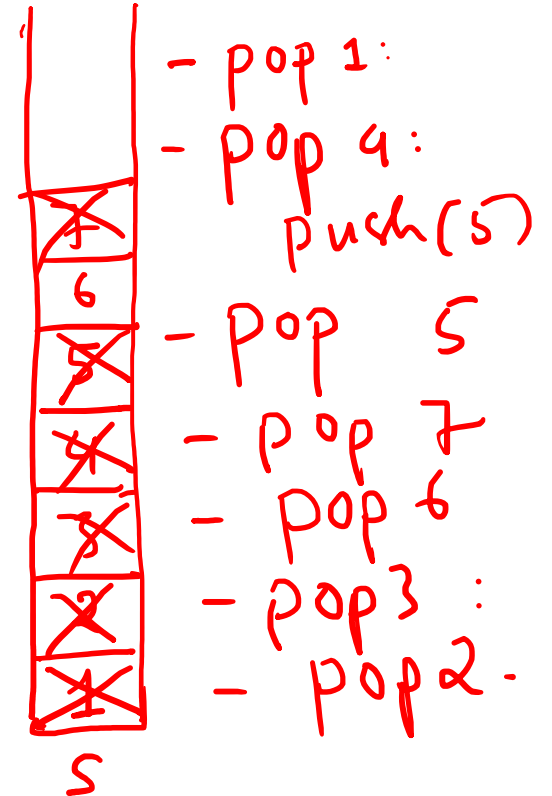 - pop 1:
- pop 4:
push(5)
- pop 5
- pop 7
- pop 6
- pop 3 :
- pop 2.
7
6
5
4
3
2
1
S